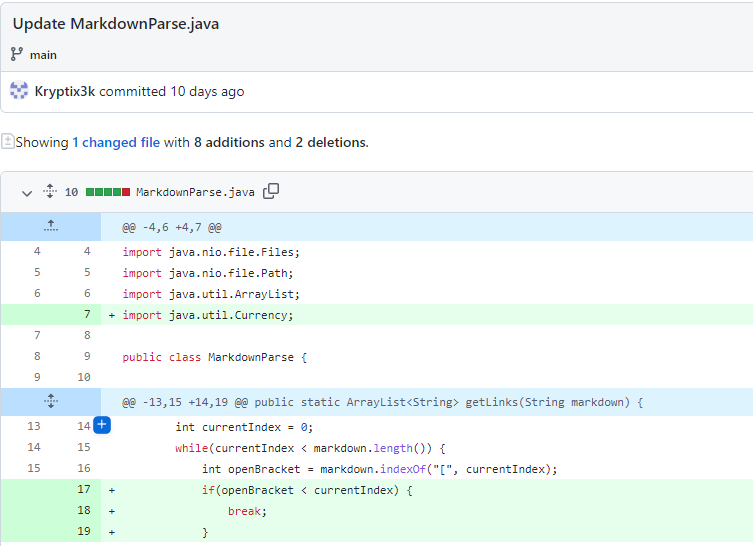 Update MarkdownParse.java
main
Kryptix3k committed 10 days ago
Showing 1 changed file with 8 additions and 2 deletions.
10 MarkdownParse.java
@@ -4,6 +4,7 @@
4 4 import java.nio.file.Files;
5 5 import java.nio.file.Path;
6 6 import java.util.ArrayList;
7 + import java.util.Currency;
7 8
8 9 public class MarkdownParse {
9 10
@@ -13,15 +14,19 @@ public static ArrayList<String> getLinks(String markdown) {
13 14 + int currentIndex = 0;
14 15 while(currentIndex < markdown.length()) {
15 16 int openBracket = markdown.indexOf("[", currentIndex);
17 + if(openBracket < currentIndex) {
18 + break;
19 + }